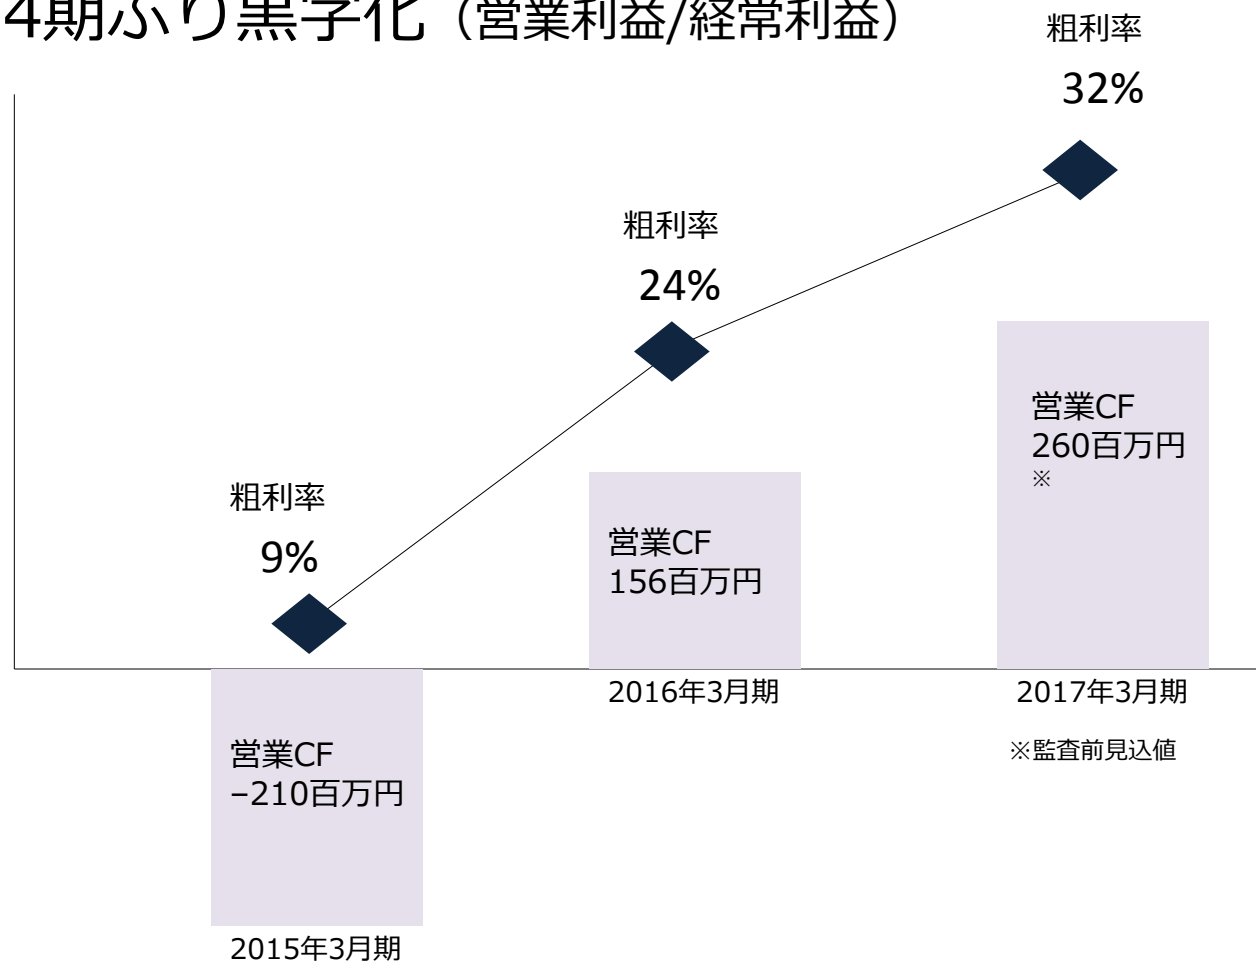 4期ぶり黒字化（営業利益/経常利益）
粗利率
32%
粗利率
24%
粗利率
9%
営業CF
260百万円
※
営業CF
156百万円
営業CF
−210百万円
2016年3月期
2017年3月期
※監査前見込値
2015年3月期